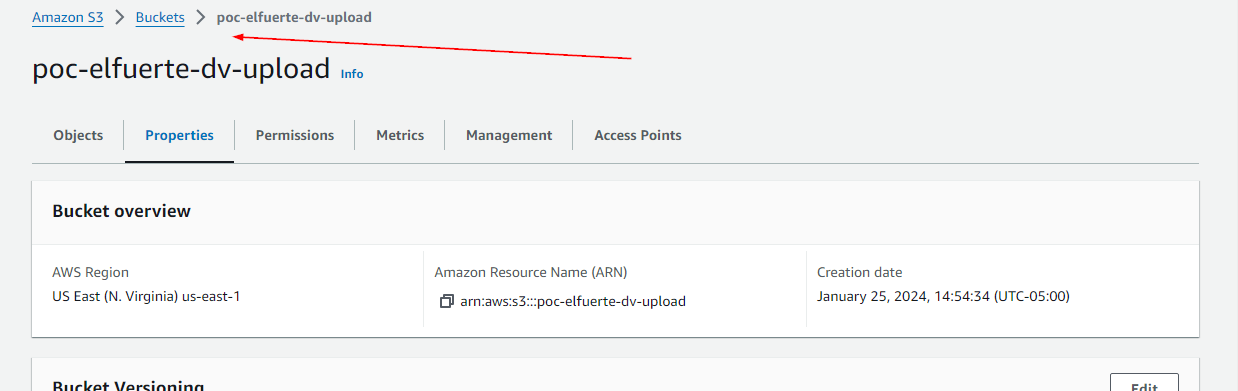 Amazon S3 > Buckets > poc-elfuerte-dv-upload
poc-elfuerte-dv-upload Info
Objects Properties Permissions Metrics Management Access Points
Bucket overview
AWS Region Amazon Resource Name (ARN) Creation date
US East (N. Virginia) us-east-1 arn:aws:s3:::poc-elfuerte-dv-upload January 25, 2024, 14:54:34 (UTC-05:00)
Bucket Versioning Edit